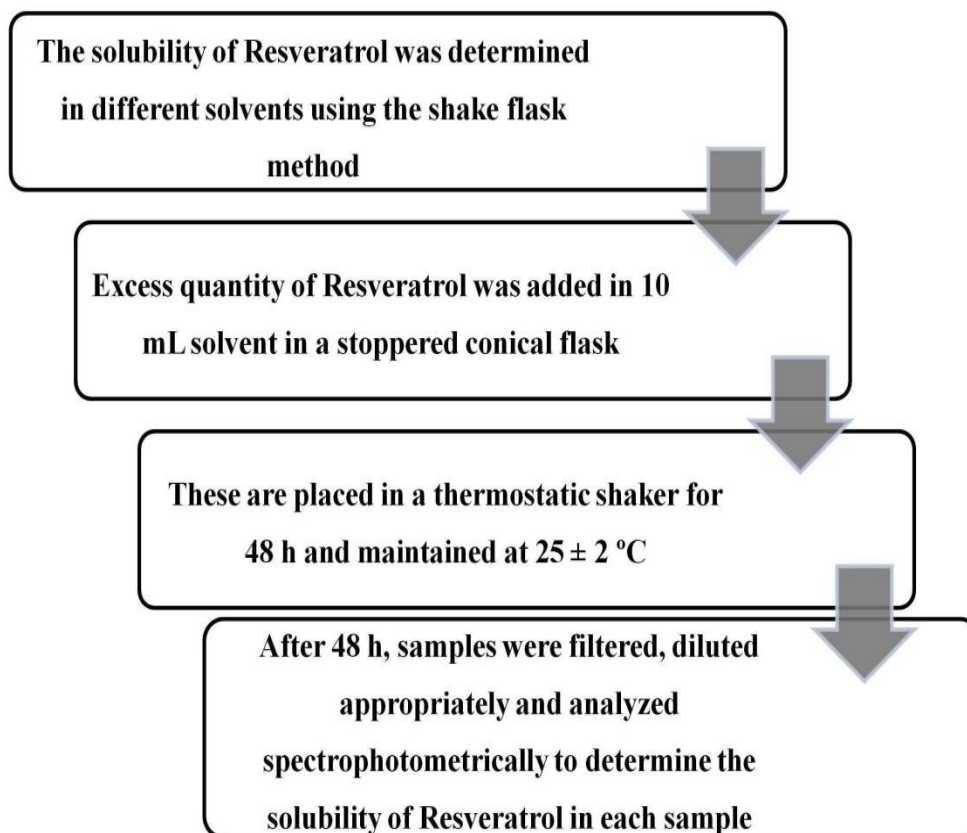 The solubility of Resveratrol was determined
in different solvents using the shake flask
method
Excess quantity of Resveratrol was added in 10
mL solvent in a stoppered conical flask
These are placed in a thermostatic shaker for
48 h and maintained at 25 ± 2 ºC
After 48 h, samples were filtered, diluted
appropriately and analyzed
spectrophotometrically to determine the
solubility of Resveratrol in each sample